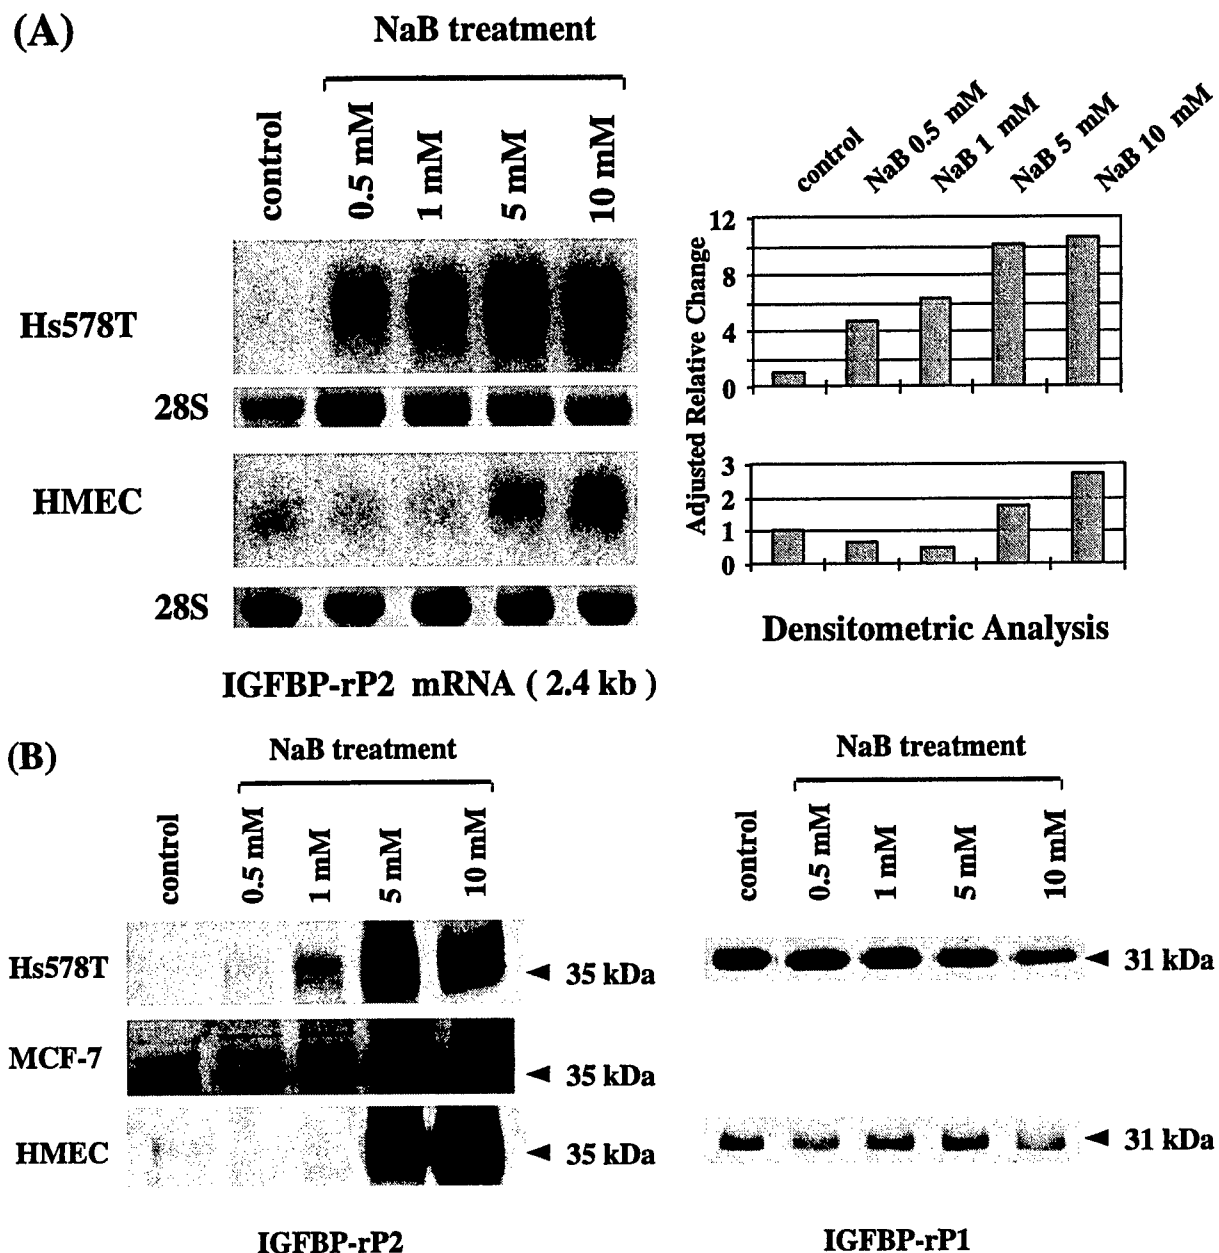 (A)
NaB treatment
control
0.5 mM
1 mM
5 mM
10 mM
Hs578T
28S
HMEC
28S
IGFBP-rP2 mRNA ( 2.4 kb )
control
NaB 0.5 mM
NaB 1 mM
NaB 5 mM
NaB 10 mM
Adjusted Relative Change
12
8
4
0
3
2
1
0
Densitometric Analysis
(B)
NaB treatment
control
0.5 mM
1 mM
5 mM
10 mM
Hs578T
35 kDa
MCF-7
35 kDa
HMEC
35 kDa
IGFBP-rP2
NaB treatment
control
0.5 mM
1 mM
5 mM
10 mM
31 kDa
31 kDa
IGFBP-rP1